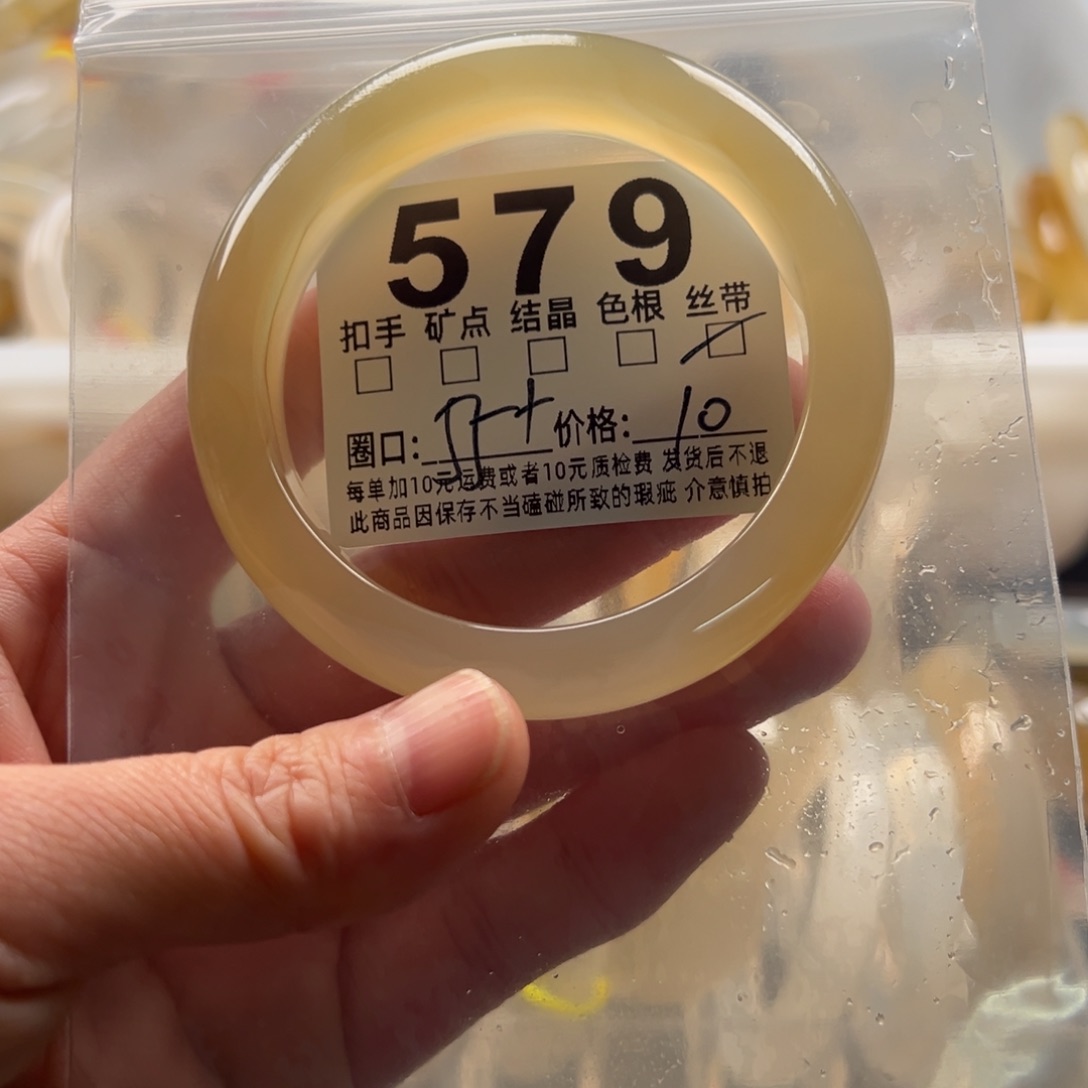 579
扣手 矿点 结晶 色根 丝带
圈口: 价格: 10
每单加10元运费或者10元质检费 发货后不退
此商品因保存不当磕碰所致的瑕疵 介意慎拍